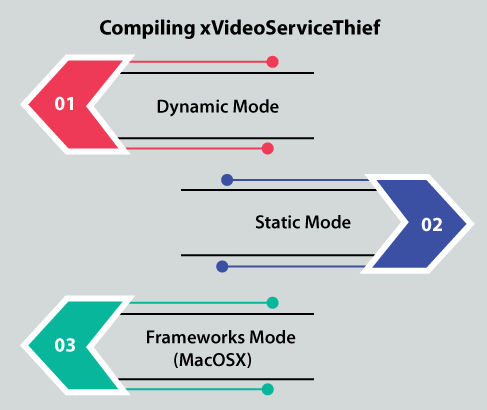 Compiling xVideoServiceThief
01
Dynamic Mode
Static Mode
02
03
Frameworks Mode
(MacOSX)